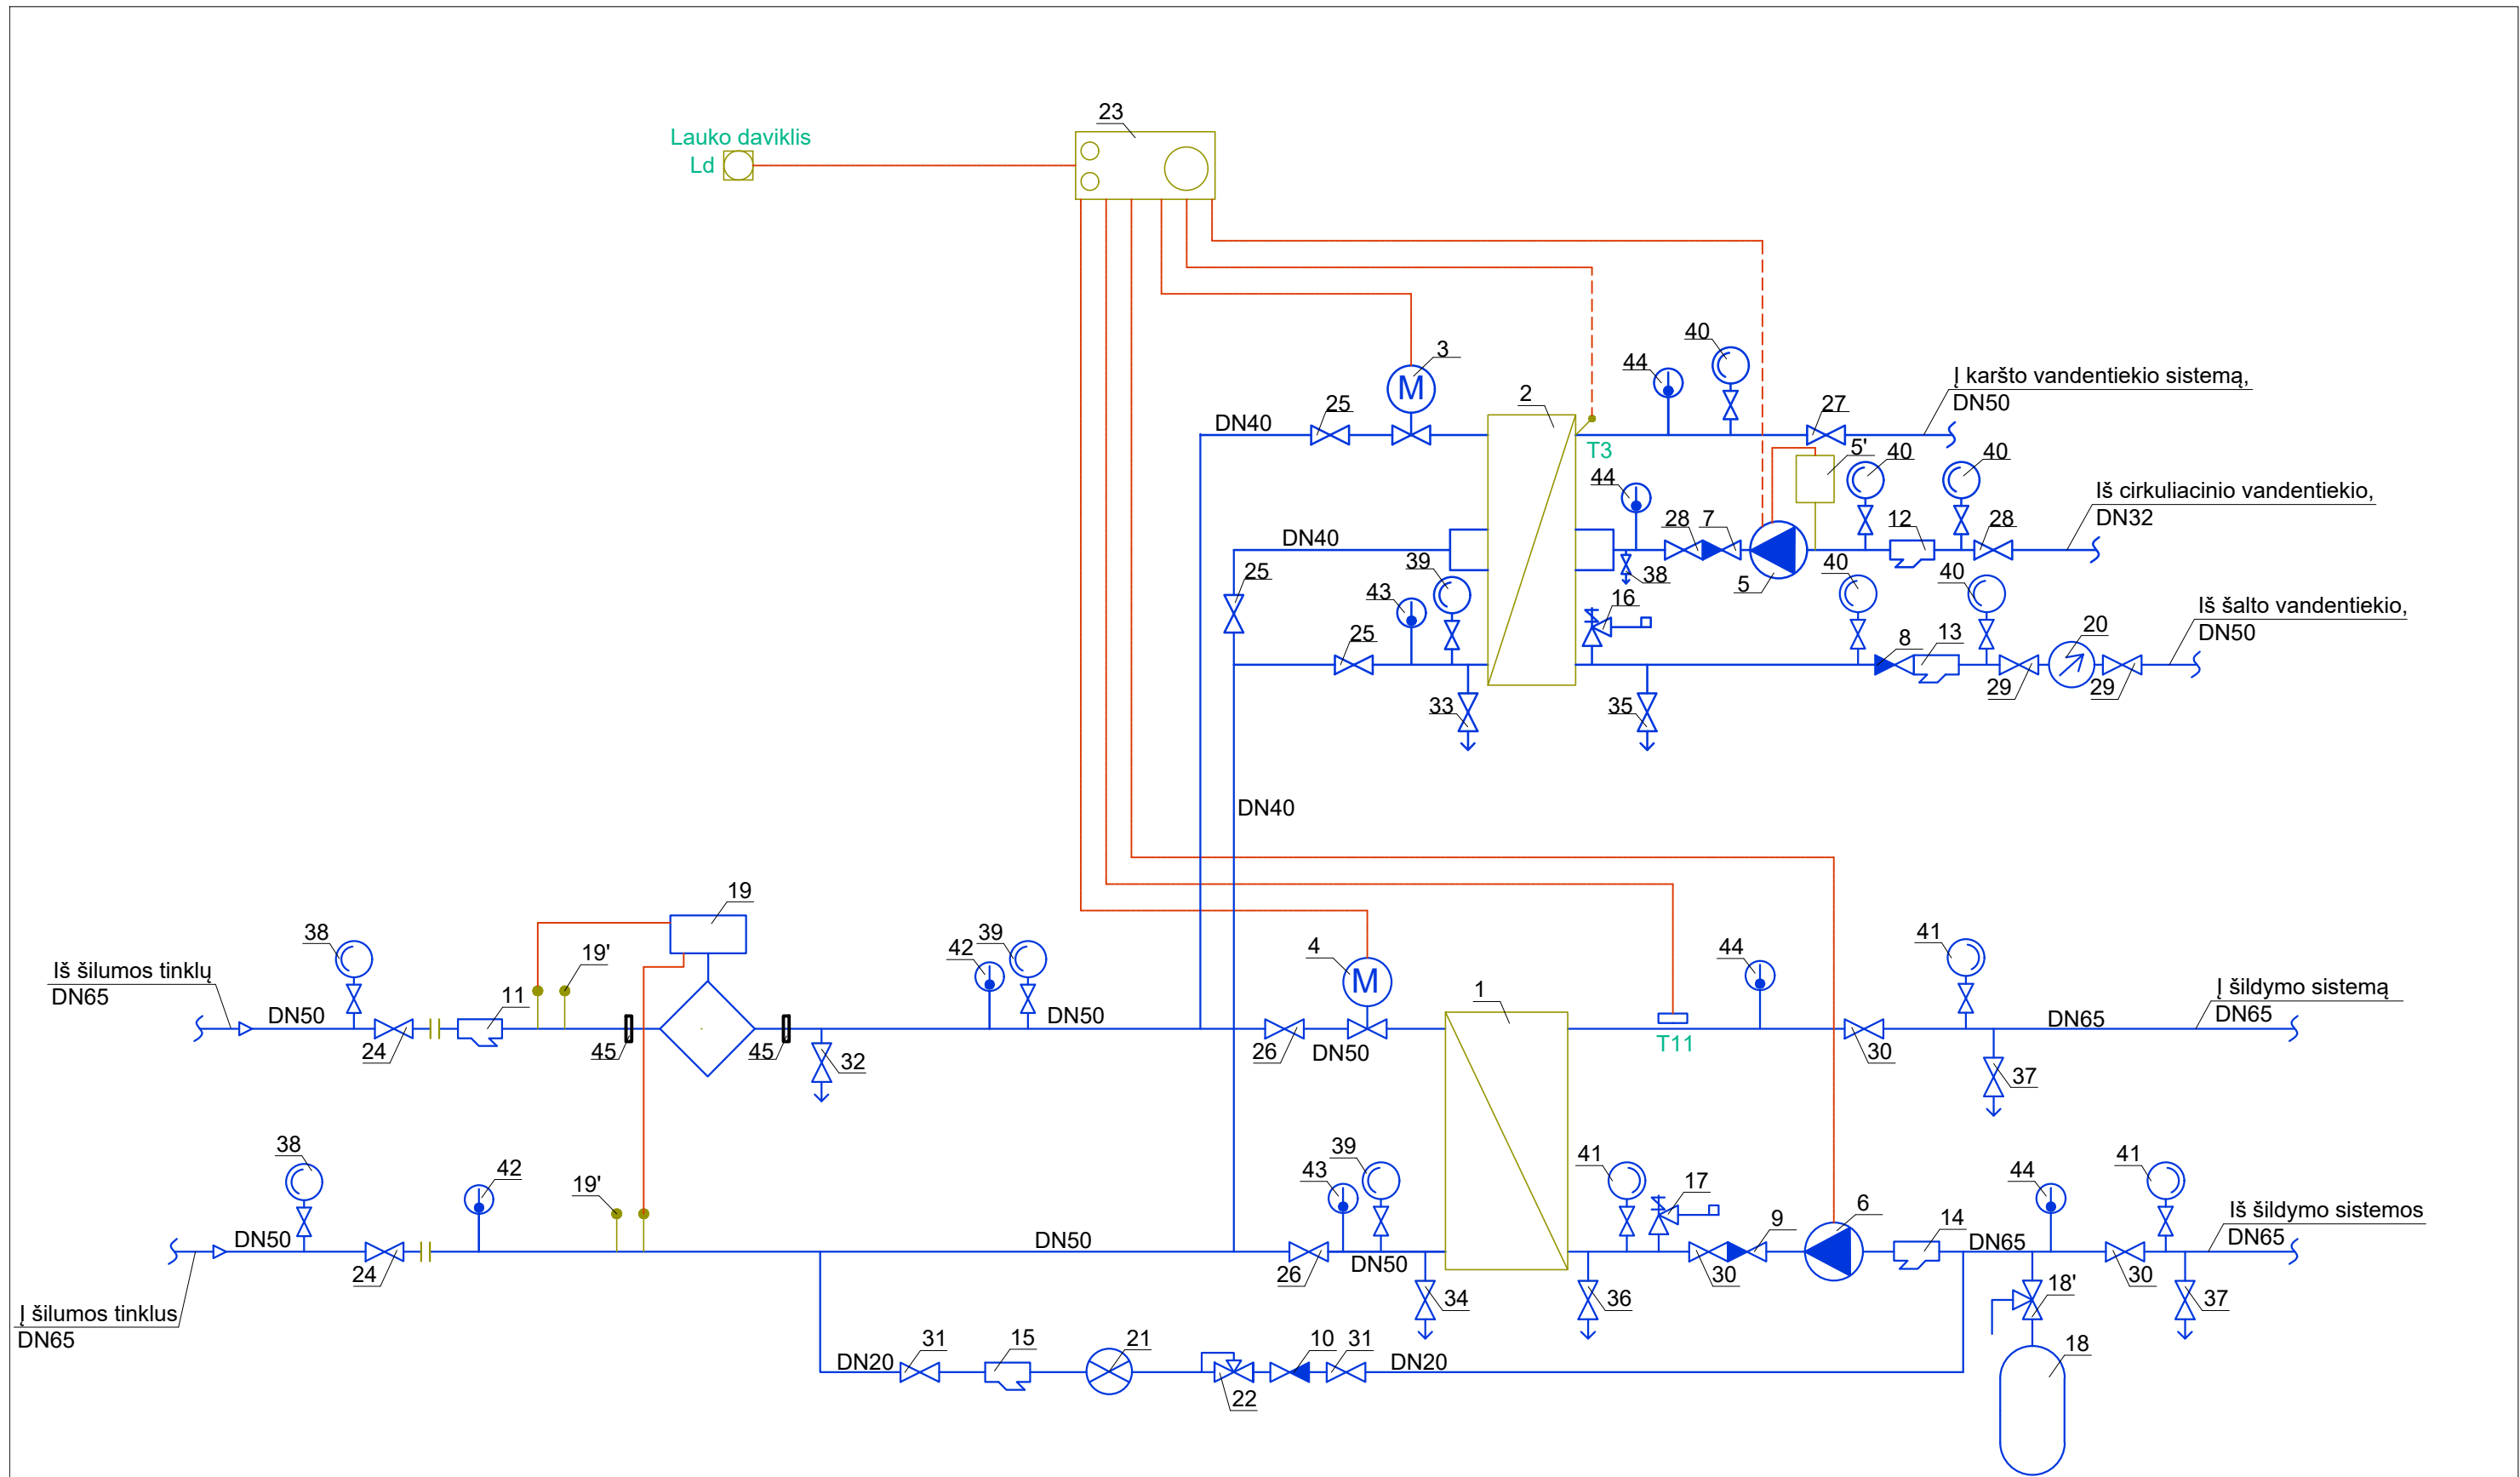 23
Lauko daviklis
Ld
3
40
44
Į karšto vandentiekio sistemą,
DN50
2
25
27
M
DN40
T3
5'
40
40
44
Iš cirkuliacinio vandentiekio,
DN32
28
7
12
28
DN40
5
38
25
39
43
40
40
16
Iš šalto vandentiekio,
DN50
25
8
13
20
29
29
33
35
DN40
19
38
19'
42
39
4
44
41
Iš šilumos tinklų
DN65
M
1
Į šildymo sistemą
DN65
DN50
11
DN50
DN65
24
45
45
32
26
DN50
T11
30
37
38
42
19'
43
39
41
17
9
6
14
44
41
Iš šildymo sistemos
DN65
DN50
DN50
DN65
24
26
DN50
30
30
Į šilumos tinklus
DN65
34
36
18'
37
31
15
21
10
31
18
DN20
DN20
22